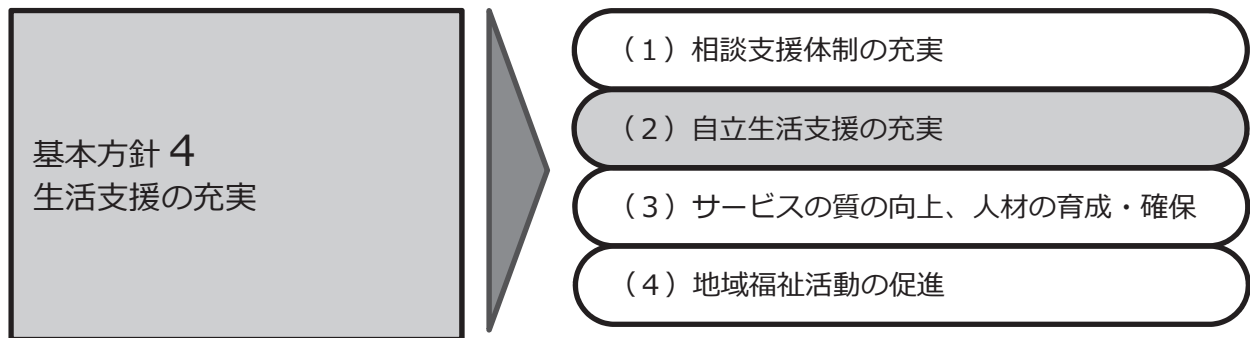 基本方針 4
生活支援の充実
（１）相談支援体制の充実
（２）自立生活支援の充実
（３）サービスの質の向上、人材の育成・確保
（４）地域福祉活動の促進